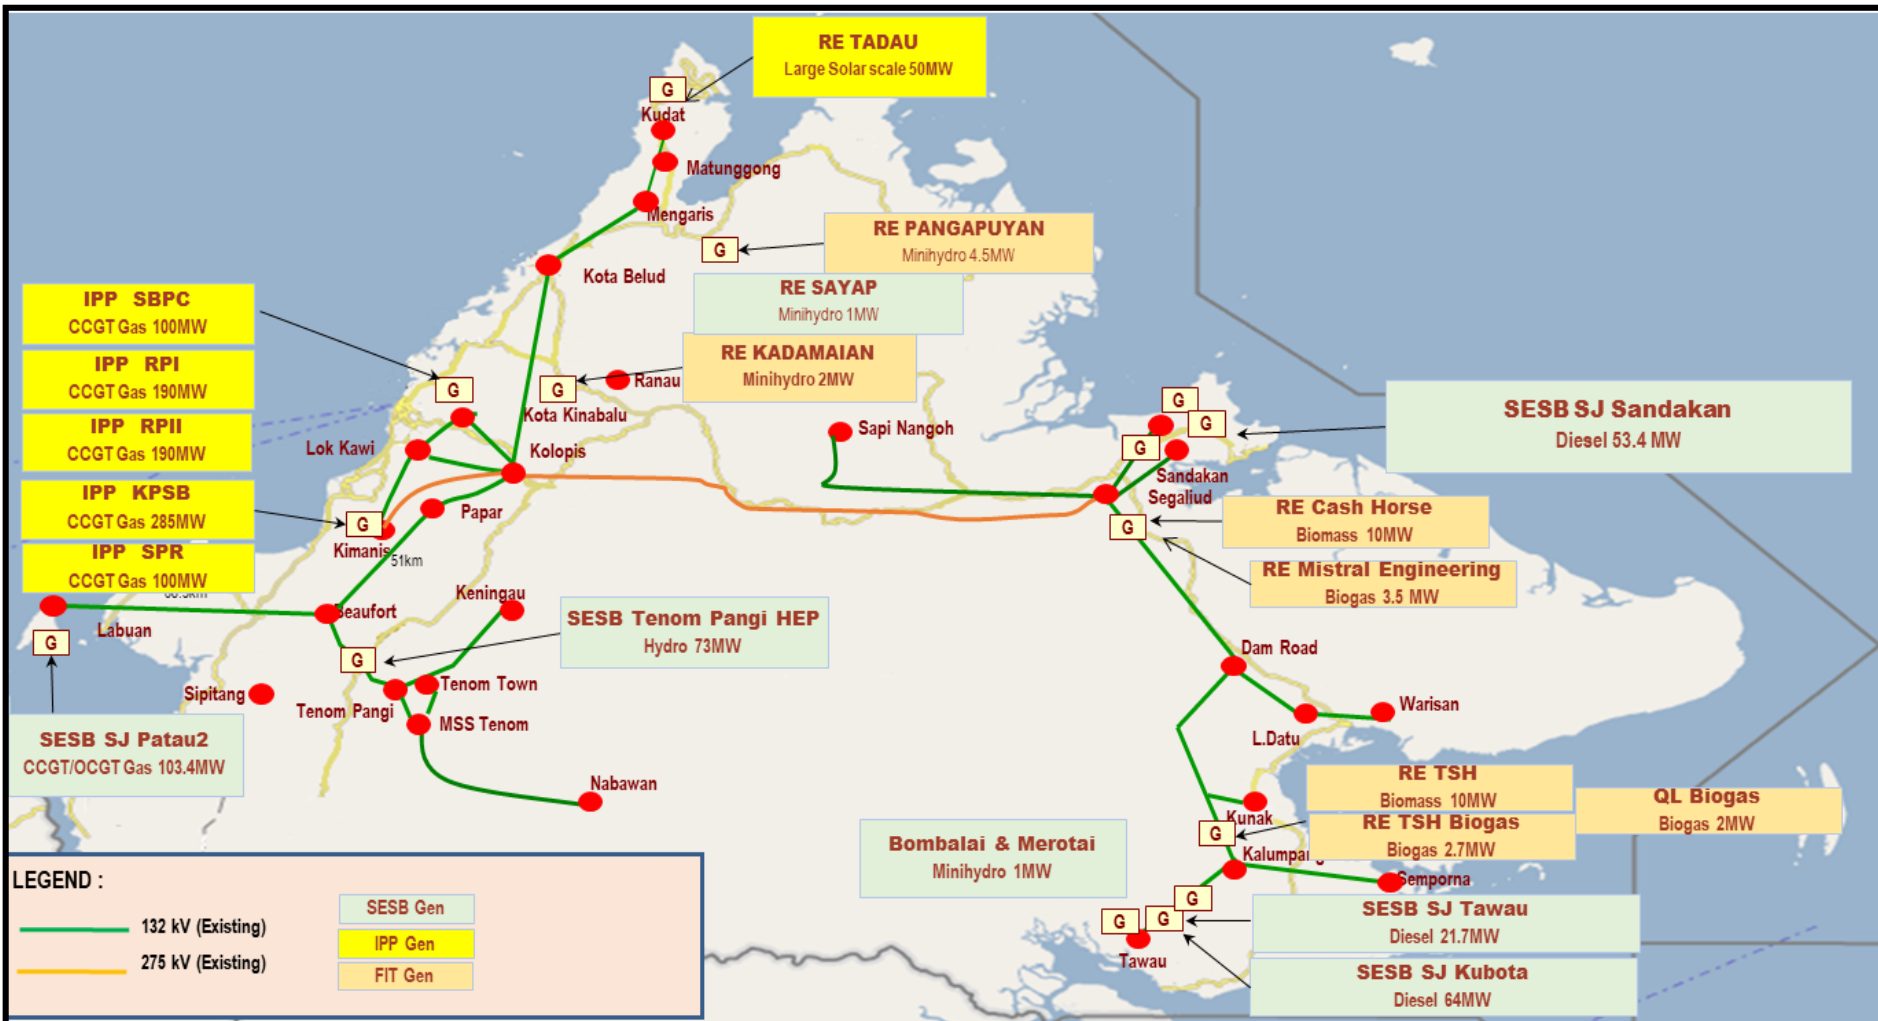 RE TADAU
Large Solar scale 50MW
G
Kudat
Matunggong
Mengaris
RE PANGAPUYAN
Minihydro 4.5MW
G
Kota Belud
RE SAYAP
Minihydro 1MW
IPP SBPC
CCGT Gas 100MW
RE KADAMAIAN
Minihydro 2MW
IPP RPI
CCGT Gas 190MW
G
G
Ranau
Kota Kinabalu
G
G
SESB SJ Sandakan
Diesel 53.4 MW
IPP RPII
CCGT Gas 190MW
Lok Kawi
Kolopis
Sapi Nangoh
G
Sandakan
Segaliud
IPP KPSB
CCGT Gas 285MW
G
Papar
Kimanis
51km
G
RE Cash Horse
Biomass 10MW
IPP SPR
CCGT Gas 100MW
RE Mistral Engineering
Biogas 3.5 MW
Keningau
Beaufort
Labuan
G
SESB Tenom Pangi HEP
Hydro 73MW
G
Dam Road
Sipitang
Tenom Town
Tenom Pangi
MSS Tenom
Warisan
L.Datu
SESB SJ Patau2
CCGT/OCGT Gas 103.4MW
Nabawan
RE TSH
Biomass 10MW
QL Biogas
Biogas 2MW
Kunak
G
RE TSH Biogas
Biogas 2.7MW
Bombalai & Merotai
Minihydro 1MW
Semporna
G
G
G
Tawau
SESB SJ Tawau
Diesel 21.7MW
SESB SJ Kubota
Diesel 64MW
LEGEND :
132 kV (Existing)
275 kV (Existing)
SESB Gen
IPP Gen
FIT Gen